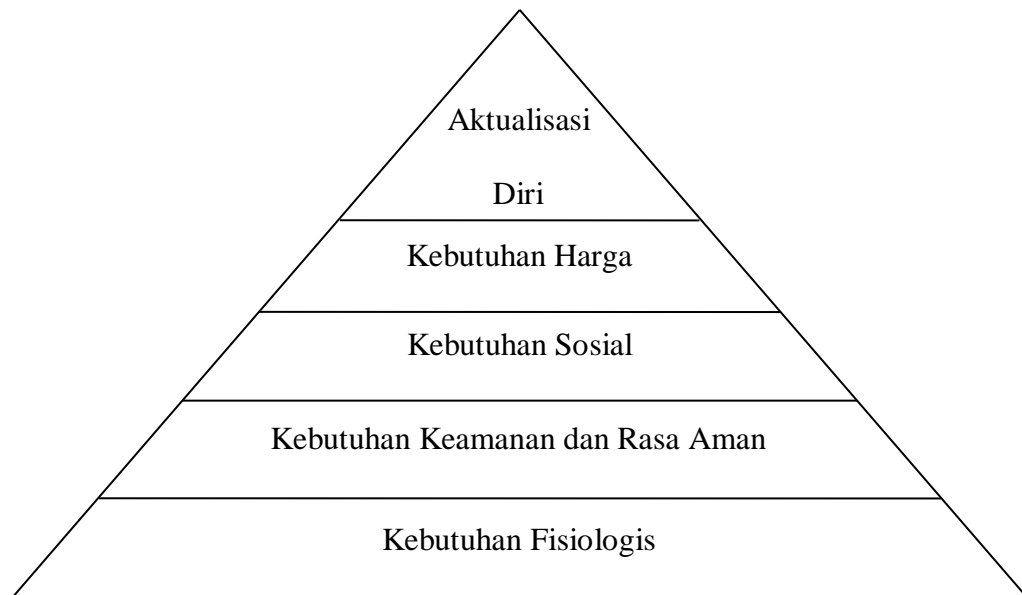 Aktualisasi
Diri
Kebutuhan Harga
Kebutuhan Sosial
Kebutuhan Keamanan dan Rasa Aman
Kebutuhan Fisiologis